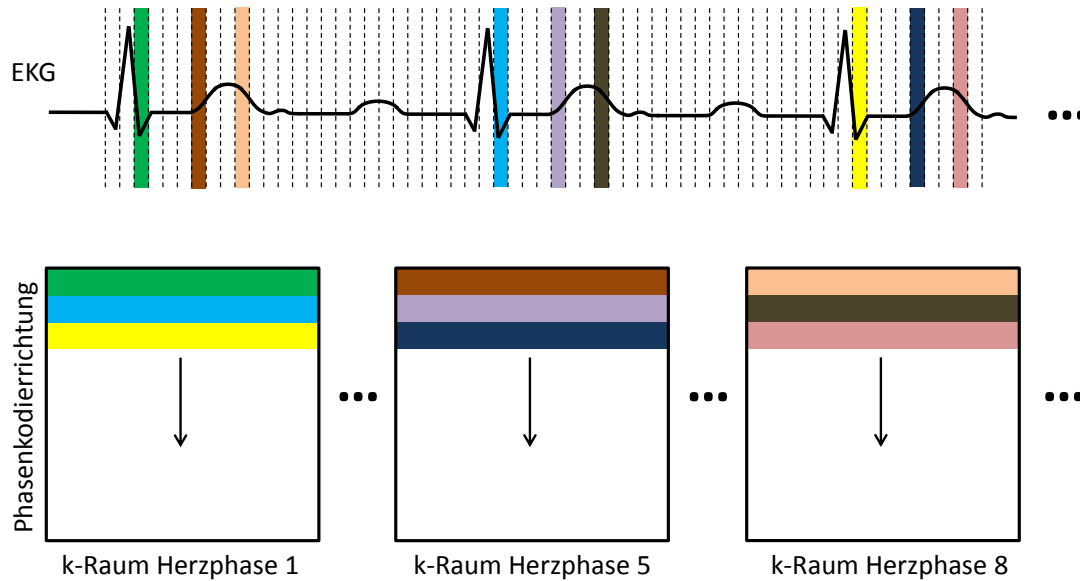 EKG
Phasenkodierrichtung
k-Raum Herzphase 1
k-Raum Herzphase 5
k-Raum Herzphase 8